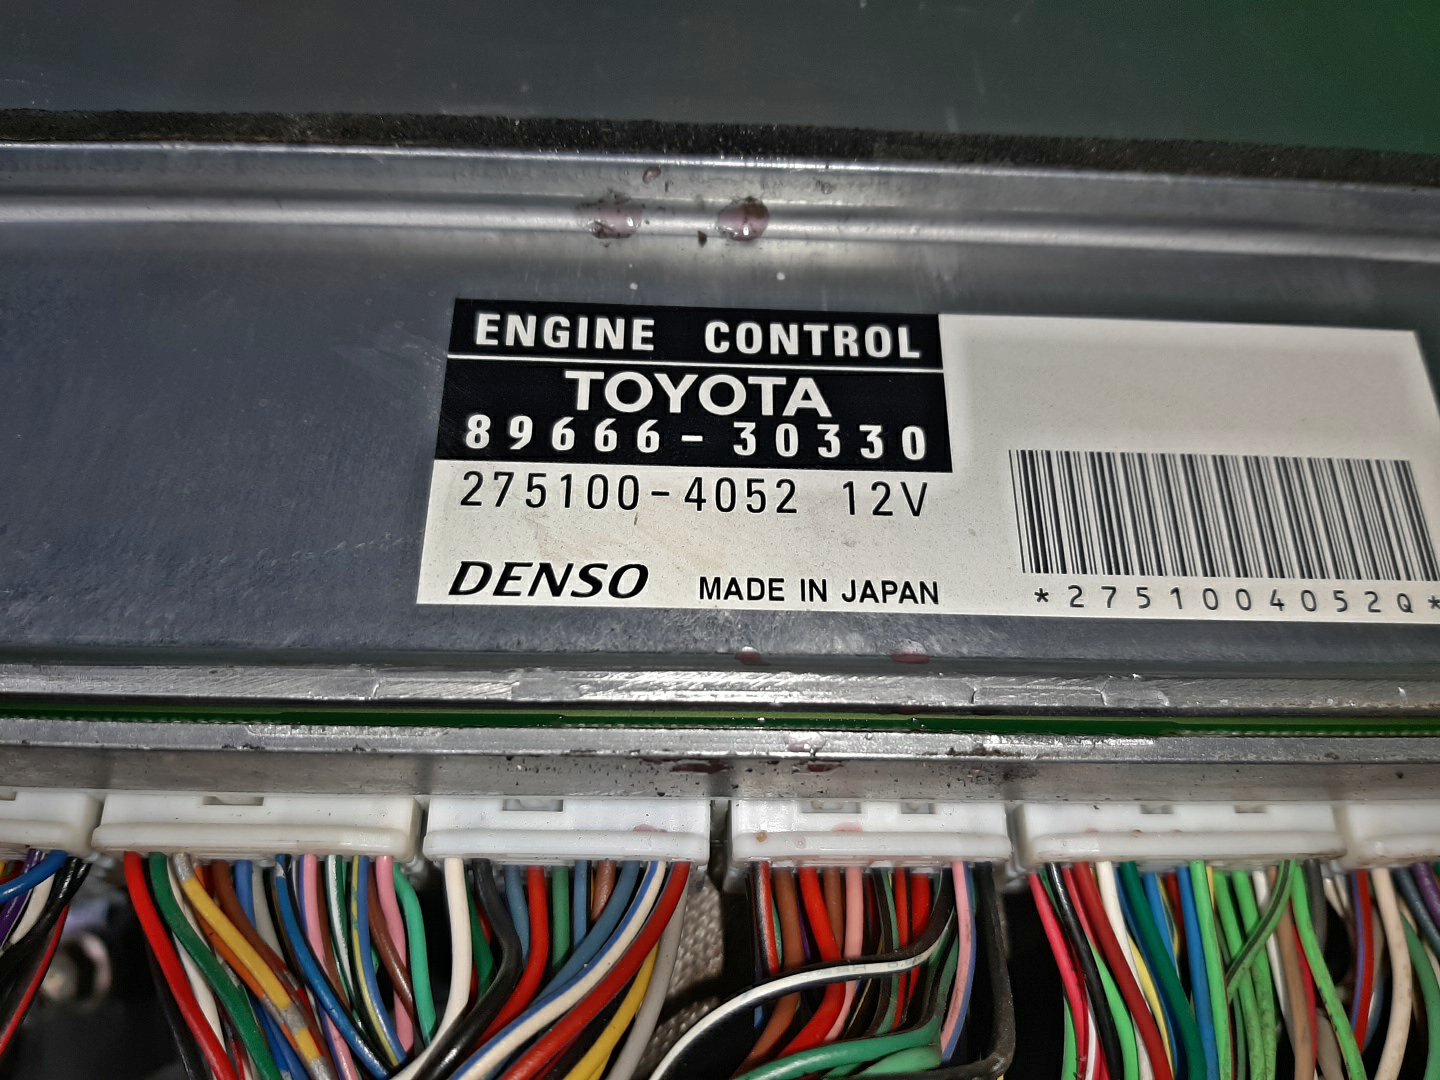 ENGINE CONTROL
TOYOTA
89666-30330
275100-4052 12V
DENSO MADE IN JAPAN
*2751004052Q*